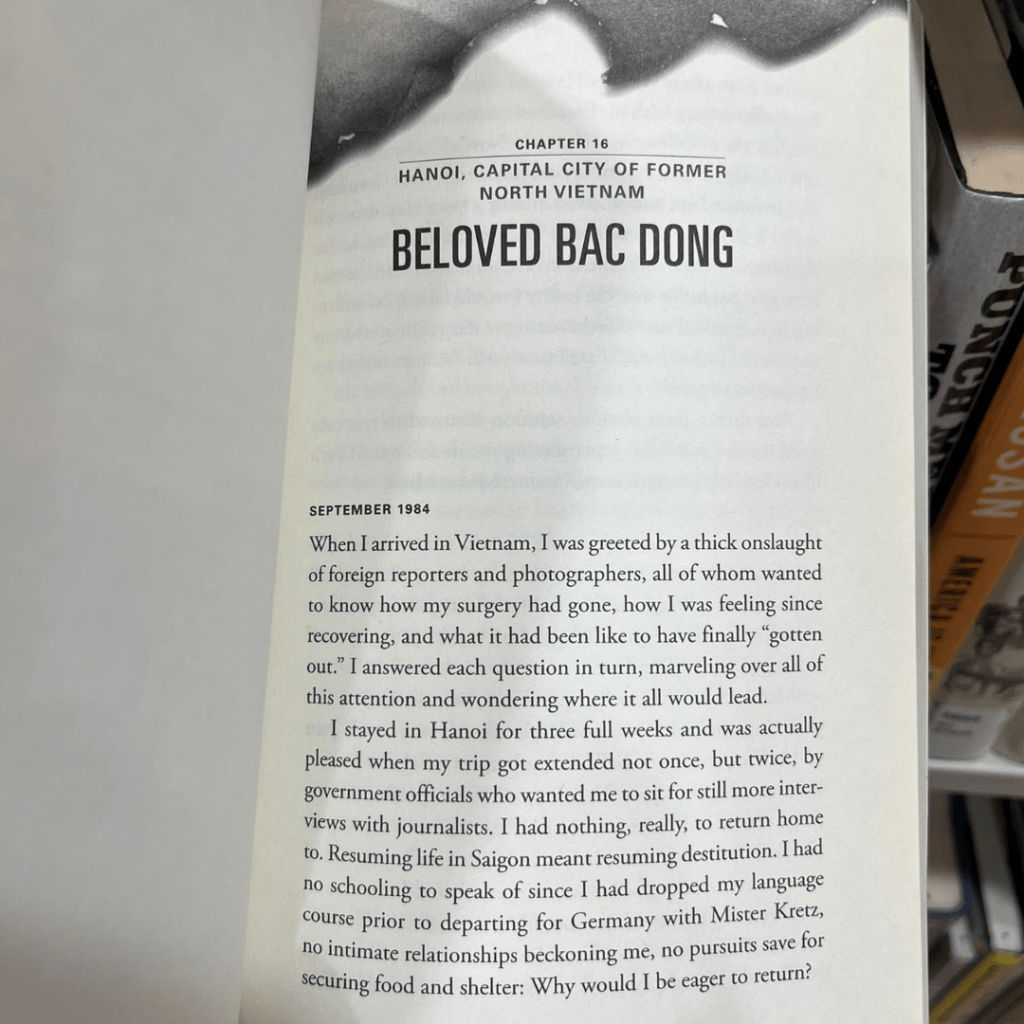 CHAPTER 16
HANOI, CAPITAL CITY OF FORMER
NORTH VIETNAM
BELOVED BAC DONG
SEPTEMBER 1984
When I arrived in Vietnam, I was greeted by a thick onslaught
of foreign reporters and photographers, all of whom wanted
to know how my surgery had gone, how I was feeling since
recovering, and what it had been like to have finally “gotten
out.” I answered each question in turn, marveling over all of
this attention and wondering where it all would lead.
I stayed in Hanoi for three full weeks and was actually
pleased when my trip got extended not once, but twice, by
government officials who wanted me to sit for still more inter-
views with journalists. I had nothing, really, to return home
to. Resuming life in Saigon meant resuming destitution. I had
no schooling to speak of since I had dropped my language
course prior to departing for Germany with Mister Kretz,
no intimate relationships beckoning me, no pursuits save for
securing food and shelter: Why would I be eager to return?
PUNCH